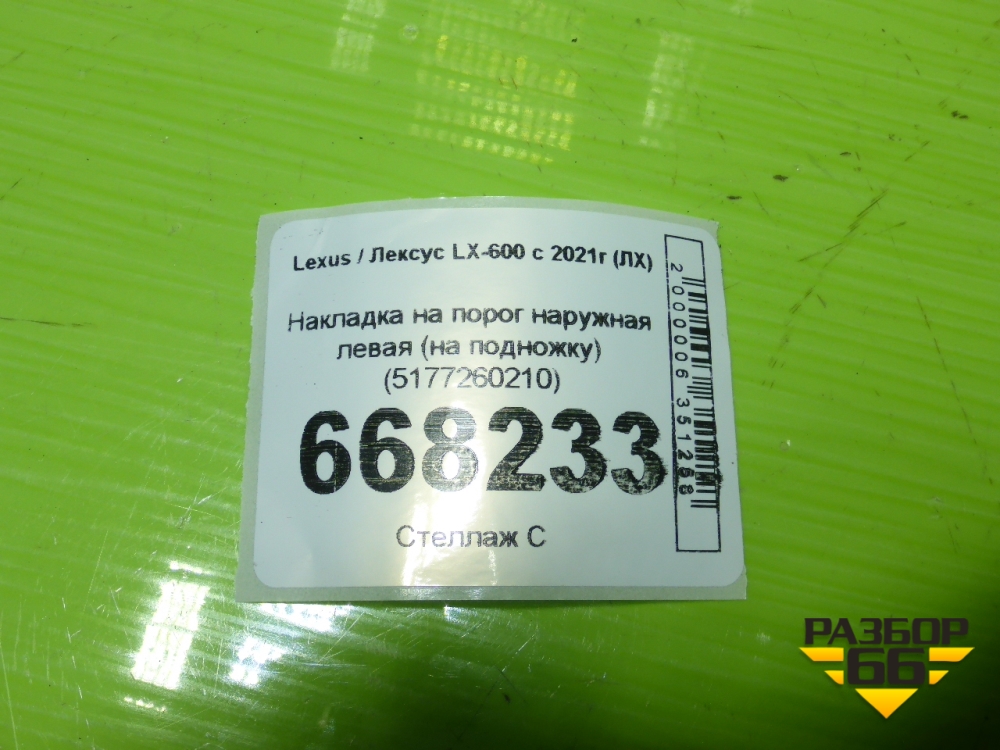 Lexus / Лексус LX-600 с 2021г (ЛХ)
Накладка на порог наружная
левая (на подножку)
(5177260210)
668233
Стеллаж С
2000006351268
РАЗБОР
66